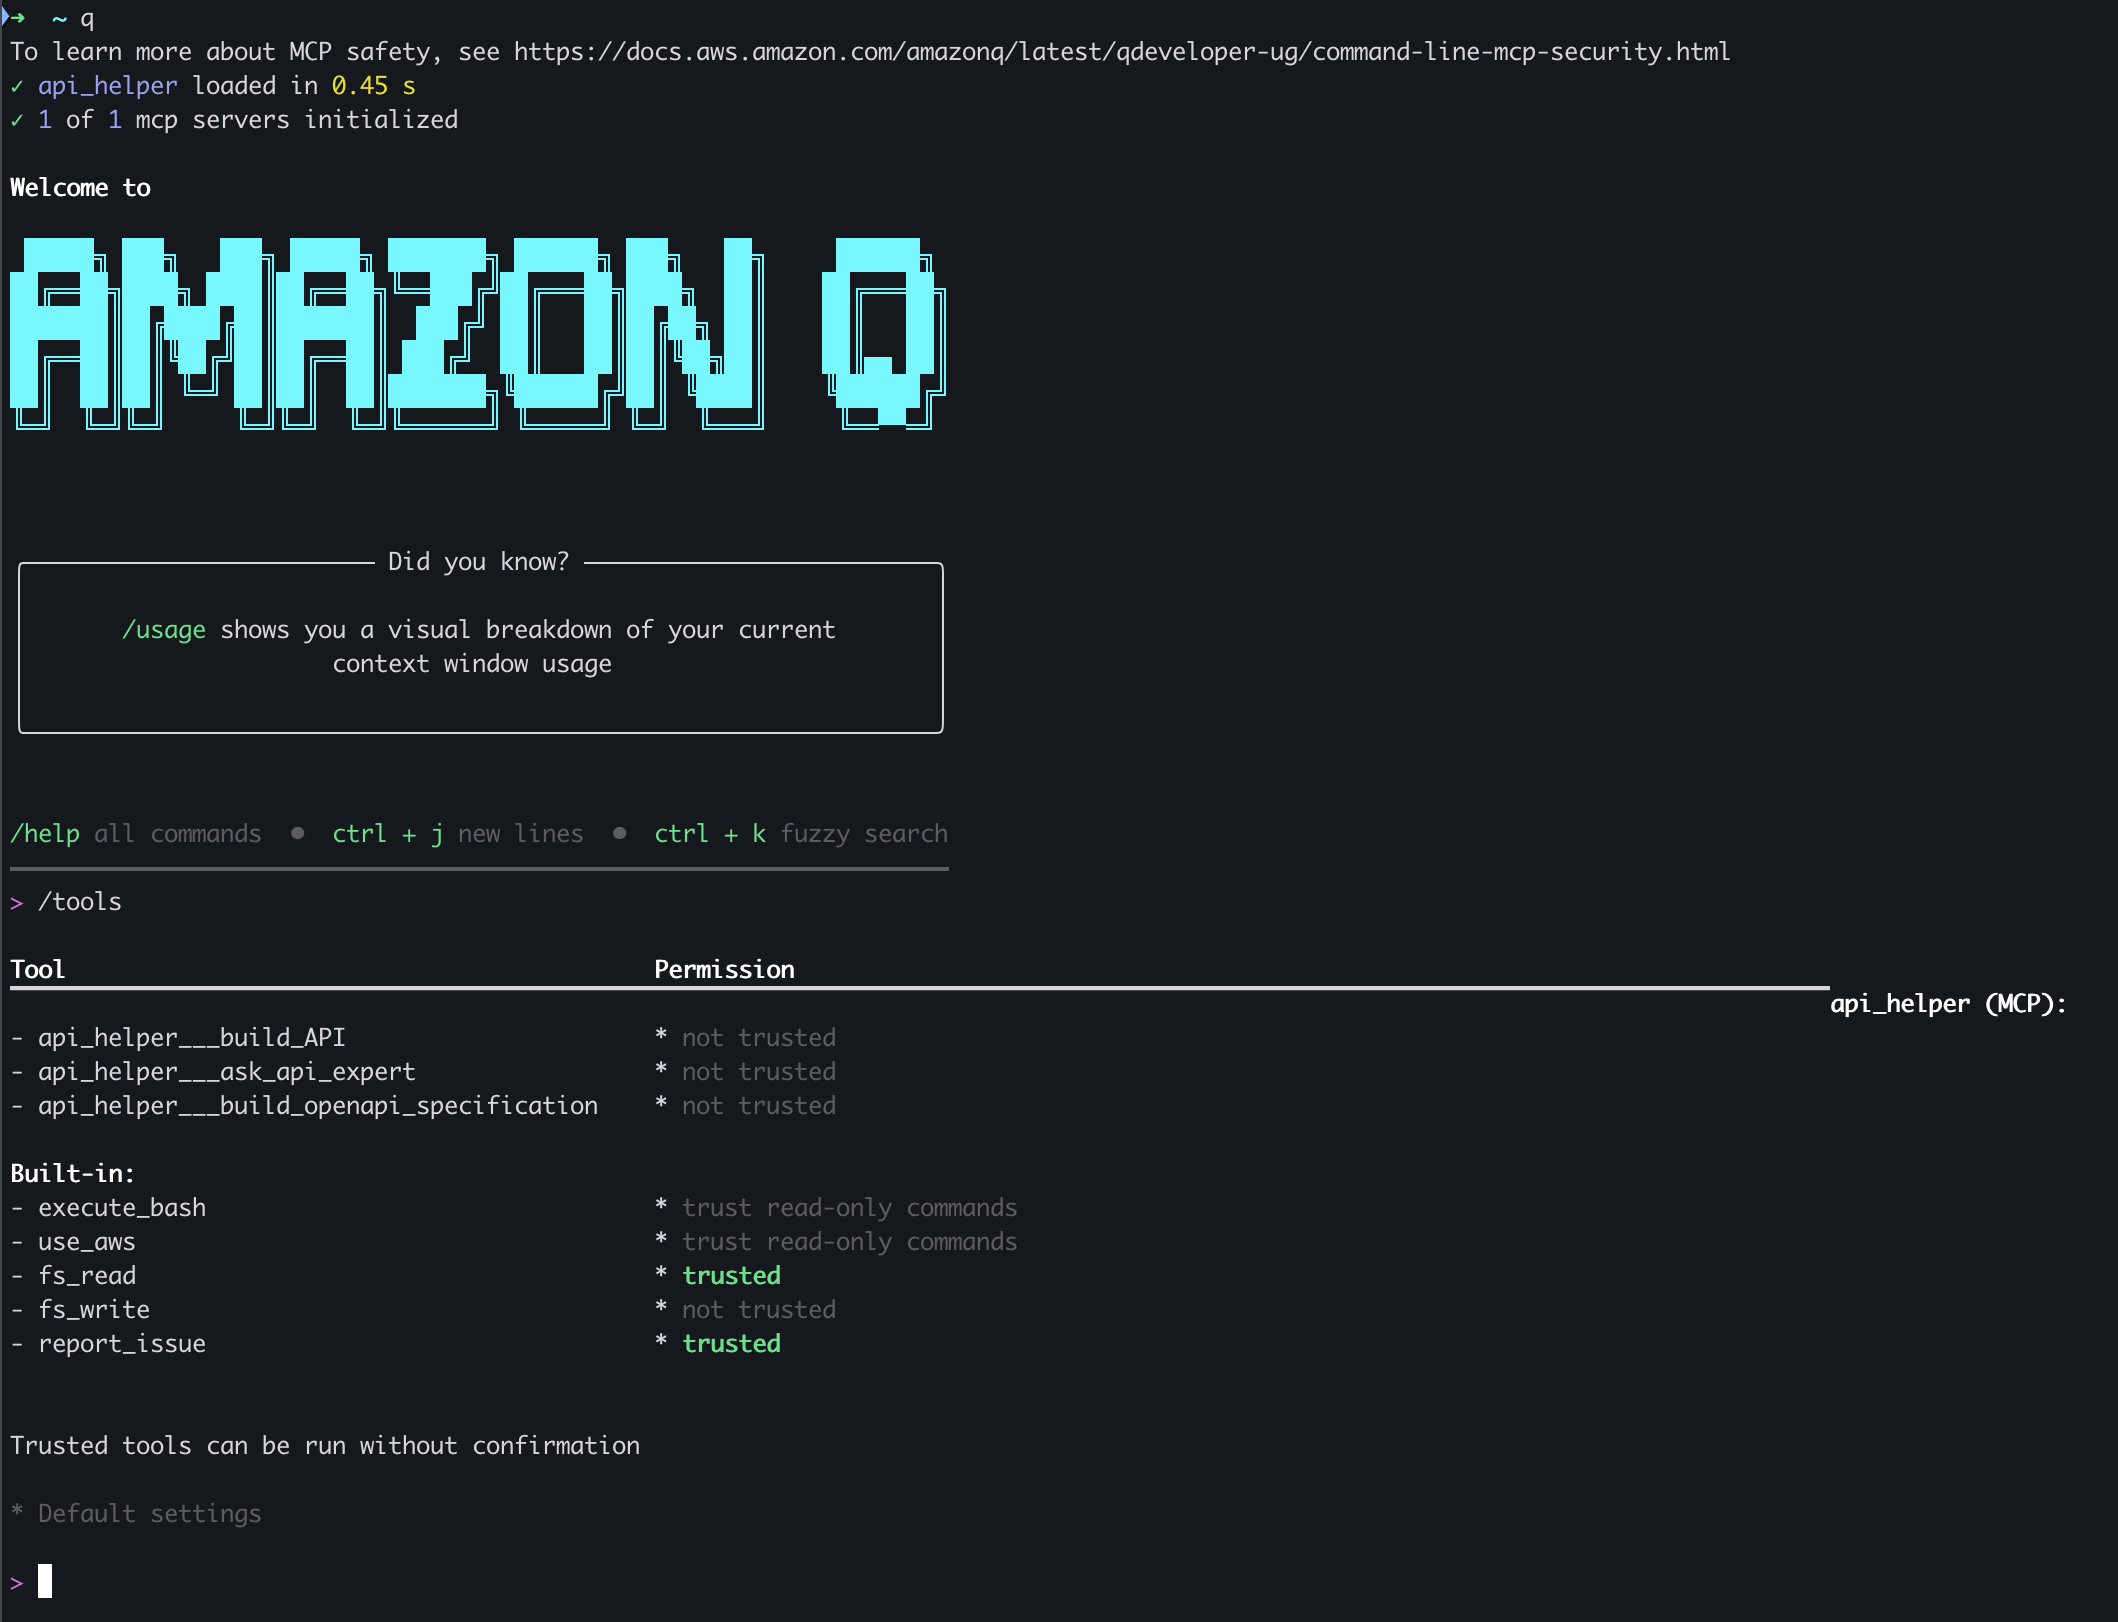 ➜ ~ q
To learn more about MCP safety, see https://docs.aws.amazon.com/amazonq/latest/qdeveloper-ug/command-line-mcp-security.html
✓ api_helper loaded in 0.45 s
✓ 1 of 1 mcp servers initialized
Welcome to
AMAZON Q
Did you know?
/usage shows you a visual breakdown of your current
context window usage
/help all commands • ctrl + j new lines • ctrl + k fuzzy search
> /tools
Tool Permission
api_helper (MCP):
- api_helper___build_API * not trusted
- api_helper___ask_api_expert * not trusted
- api_helper___build_openapi_specification * not trusted
Built-in:
- execute_bash * trust read-only commands
- use_aws * trust read-only commands
- fs_read * trusted
- fs_write * not trusted
- report_issue * trusted
Trusted tools can be run without confirmation
* Default settings
>